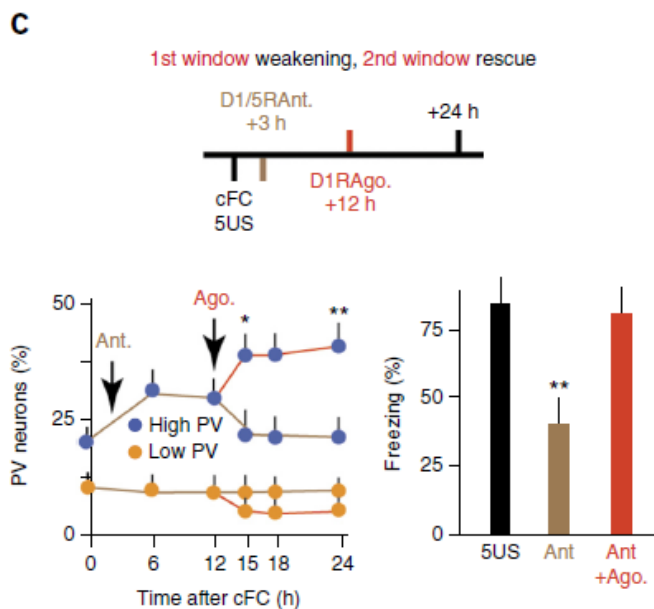 C
1st window weakening, 2nd window rescue
D1/5RAnt.
+3 h
+24 h
cFC
5US
D1RAgo.
+12 h
PV neurons (%)
50
25
0
Ant.
Ago.
*
**
High PV
Low PV
0 6 12 15 18 24
Time after cFC (h)
Freezing (%)
75
50
25
0
**
5US Ant Ant
+Ago.